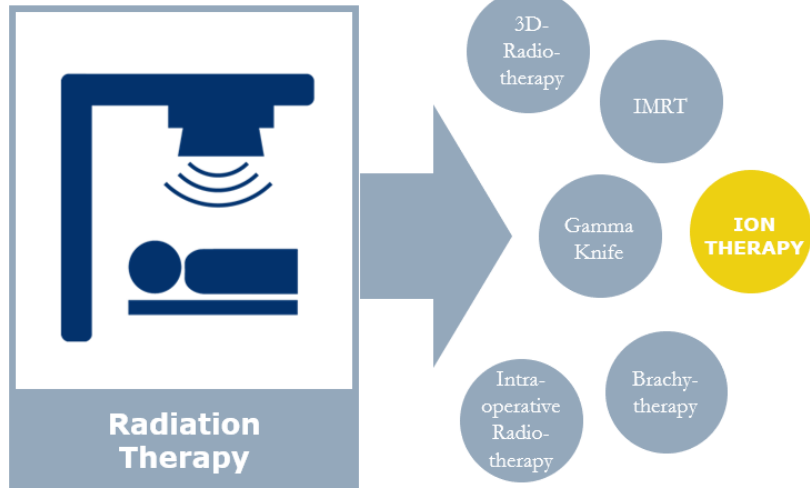 3D-
Radio-
therapy
IMRT
Gamma
Knife
ION
THERAPY
Brachy-
therapy
Intra-
operative
Radio-
therapy
Radiation
Therapy